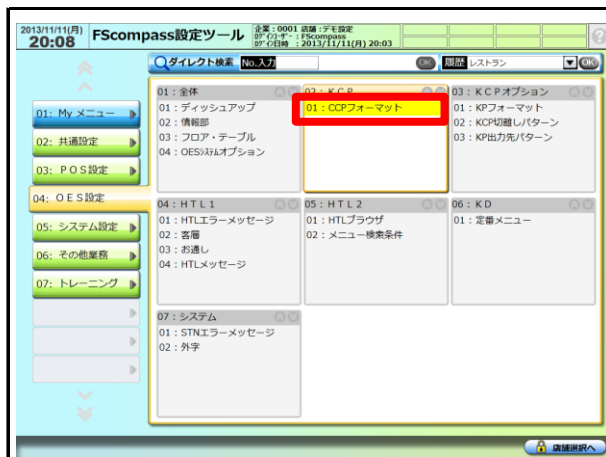 2013/11/11(月)
20:08
FScompass設定ツール
企業：0001 店舗：デモ設定
ﾛｸﾞｲﾝﾕｰｻﾞｰ：FScompass
ﾛｸﾞｲﾝ日時 ：2013/11/11(月) 20:03
ダイレクト検索 No.入力 OK 履歴 レストラン OK
01: My メニュー
02: 共通設定
03: POS設定
04: OES設定
05: システム設定
06: その他業務
07: トレーニング
01：全体
01：ディッシュアップ
02：情報部
03：フロア・テーブル
04：OESｼｽﾃﾑオプション
02：KCP
01：CCPフォーマット
03：KCPオプション
01：KPフォーマット
02：KCP切離しパターン
03：KP出力先パターン
04：HTL1
01：HTLエラーメッセージ
02：客層
03：お通し
04：HTLメッセージ
05：HTL2
01：HTLブラウザ
02：メニュー検索条件
06：KD
01：定番メニュー
07：システム
01：STNエラーメッセージ
02：外字
店舗選択へ